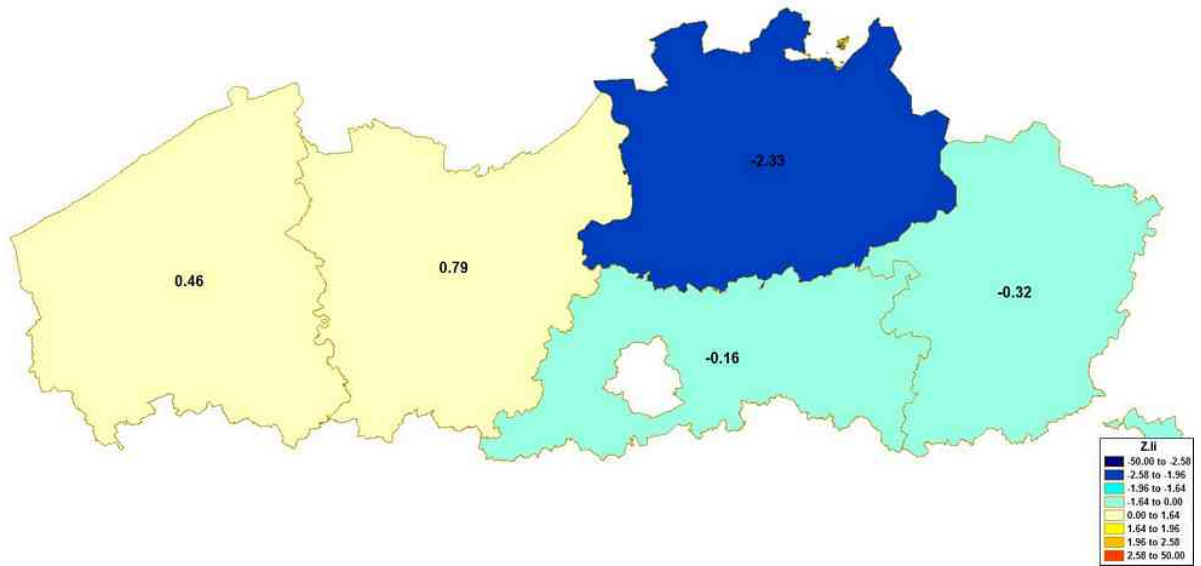 -2.33
0.46
0.79
-0.32
-0.16
Z.Ii
-50.00 to -2.58
-2.58 to -1.96
-1.96 to -1.64
-1.64 to 0.00
0.00 to 1.64
1.64 to 1.96
1.96 to 2.58
2.58 to 50.00